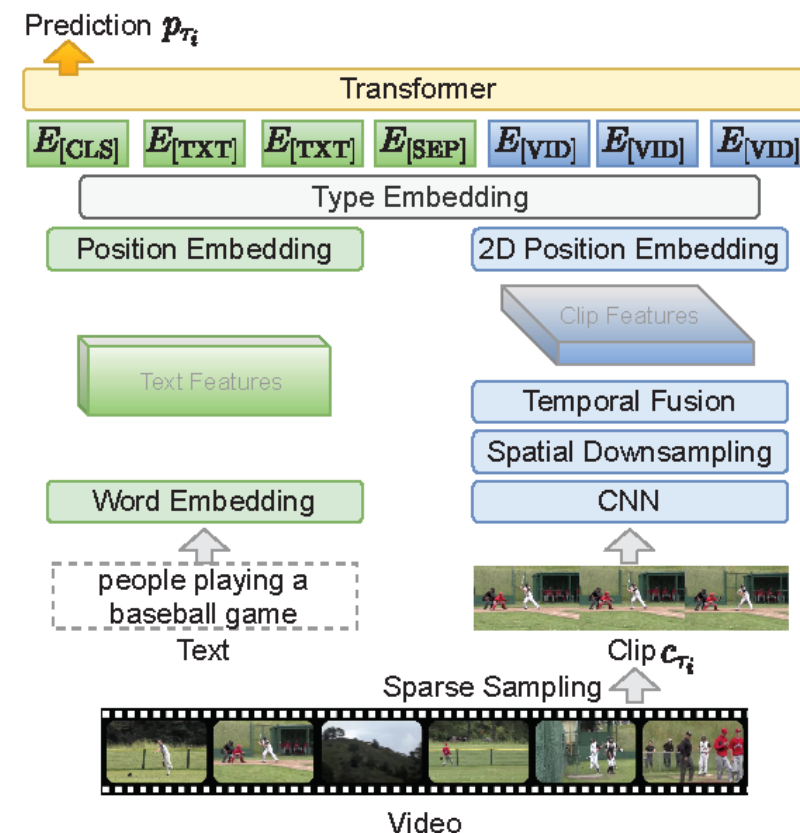 Prediction p_{τ_i}
Transformer
E[CLS] E[TXT] E[TXT] E[SEP] E[VID] E[VID] E[VID]
Type Embedding
Position Embedding
2D Position Embedding
Text Features
Clip Features
Temporal Fusion
Spatial Downsampling
Word Embedding
CNN
people playing a
baseball game
Text
Clip c_{τ_i}
Sparse Sampling
Video